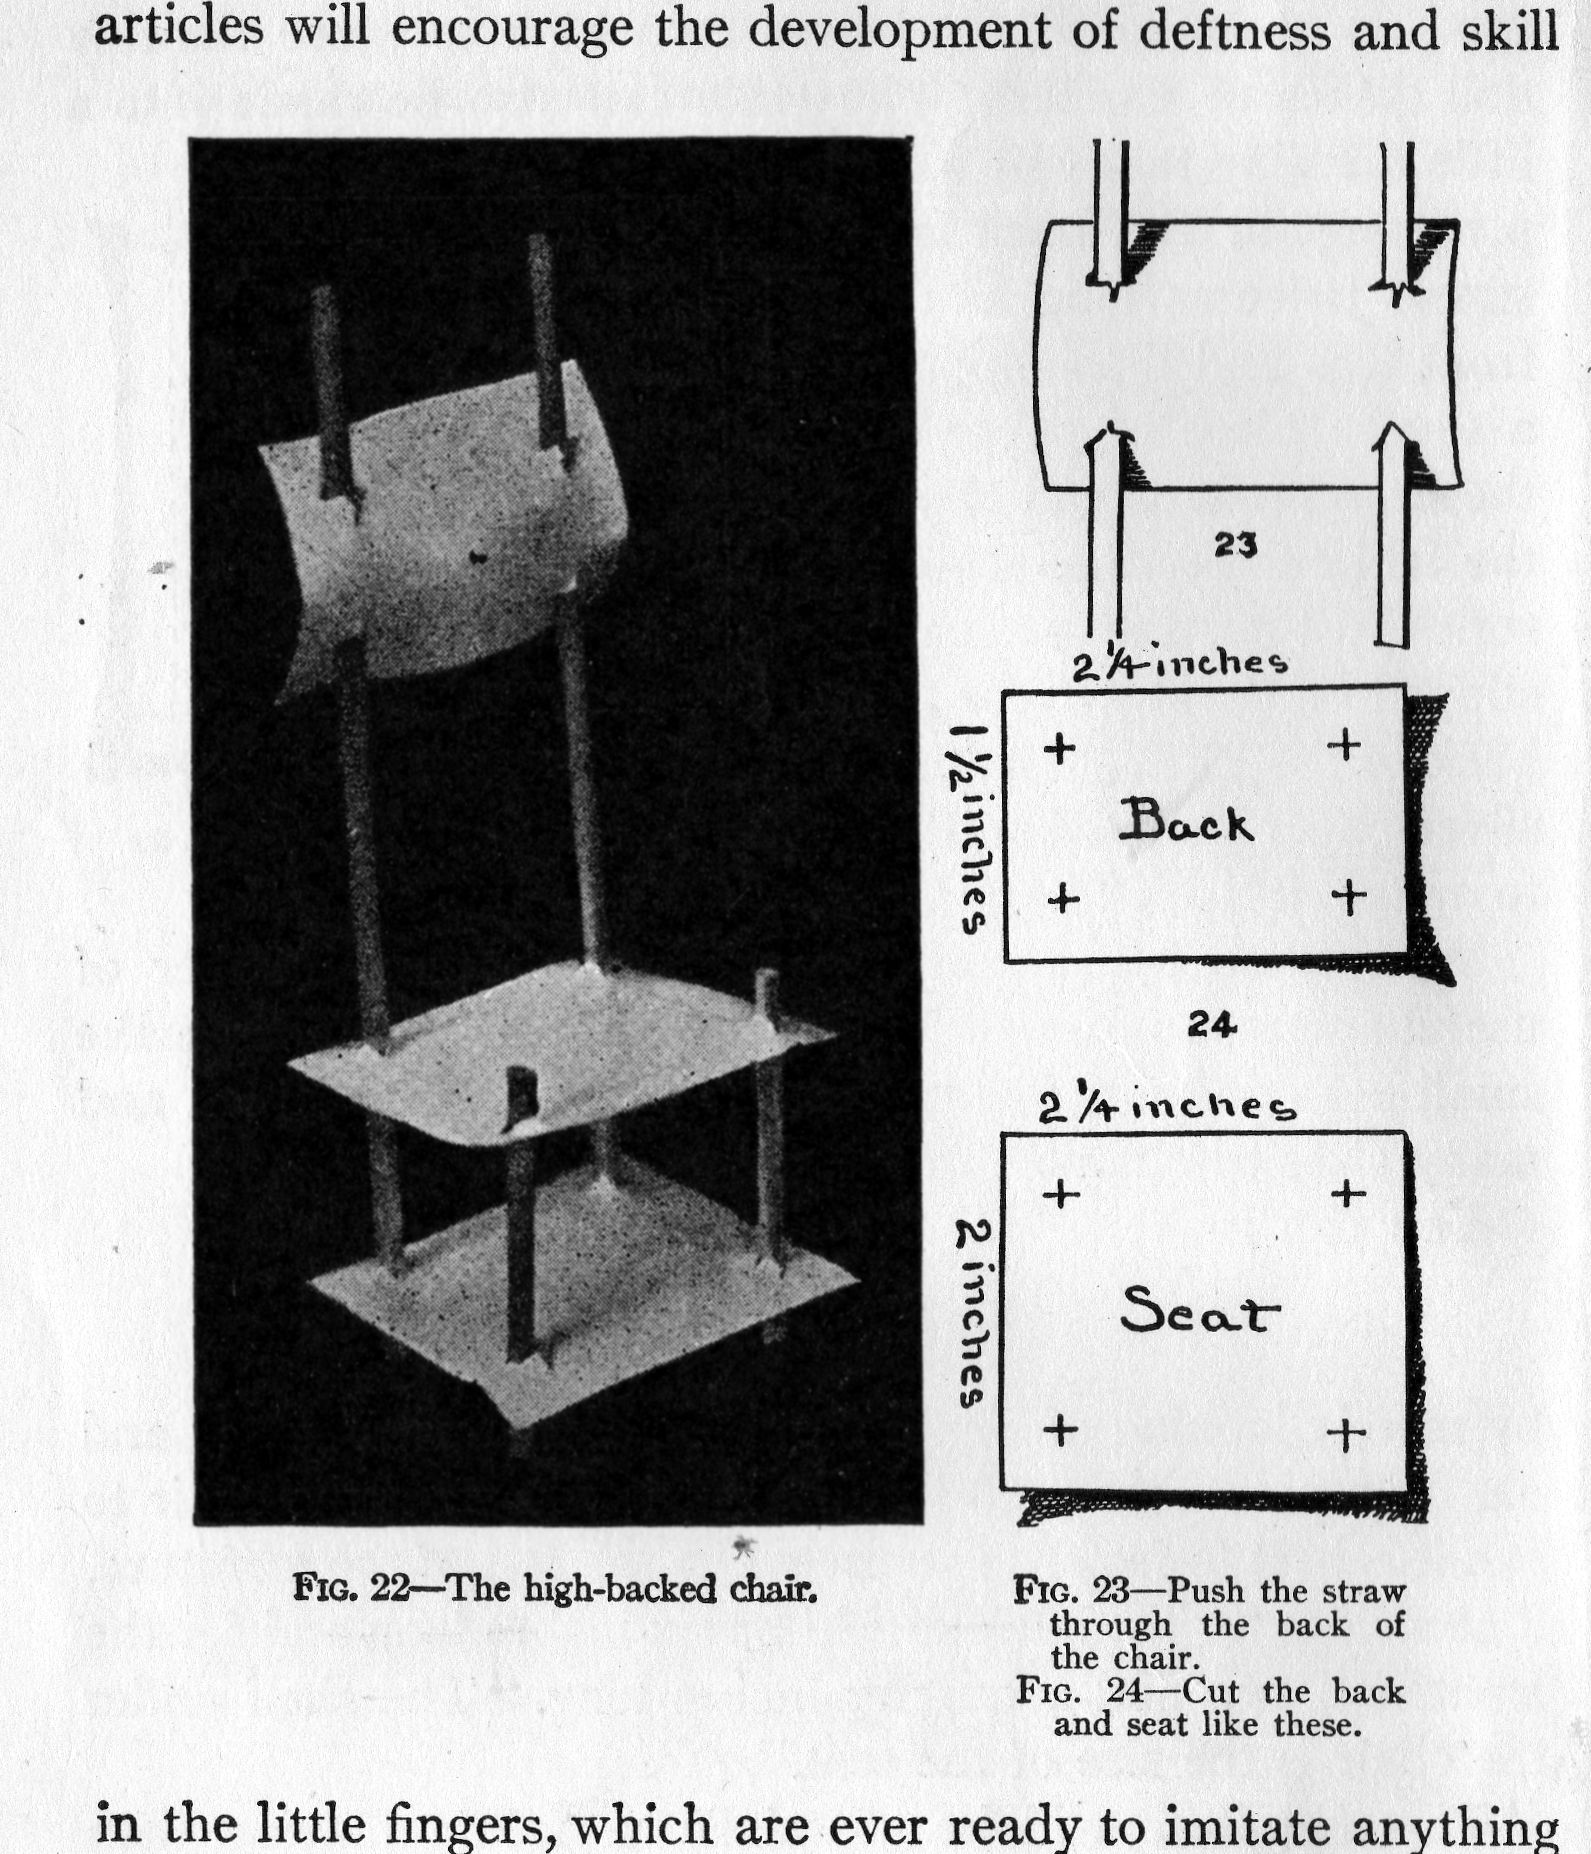 articles will encourage the development of deftness and skill
23
2 1/4 inches
1 1/2 inches
Back
24
2 1/4 inches
2 inches
Seat
FIG. 22—The high-backed chair.
FIG. 23—Push the straw
through the back of
the chair.
FIG. 24—Cut the back
and seat like these.
in the little fingers, which are ever ready to imitate anything